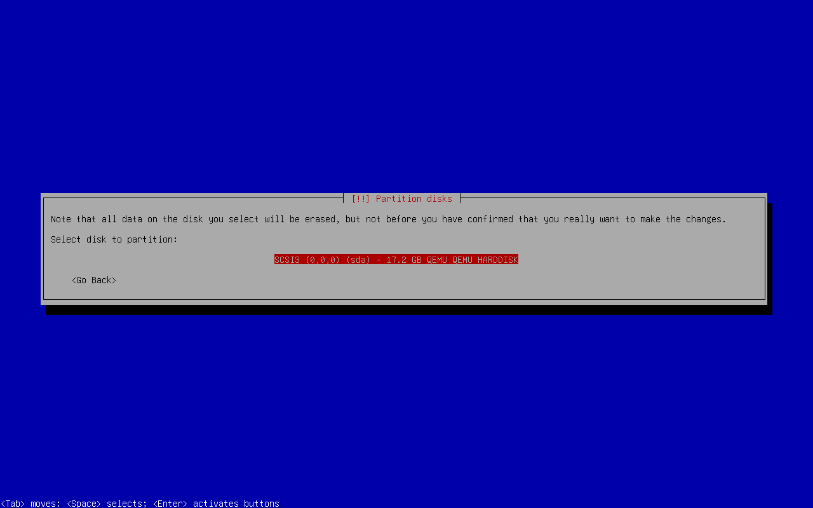 [!!] Partition disks
Note that all data on the disk you select will be erased, but not before you have confirmed that you really want to make the changes.
Select disk to partition:
SCSI3 (0,0,0) (sda) - 17.2 GB QEMU QEMU HARDDISK
<Go Back>
<Tab> moves; <Space> selects; <Enter> activates buttons